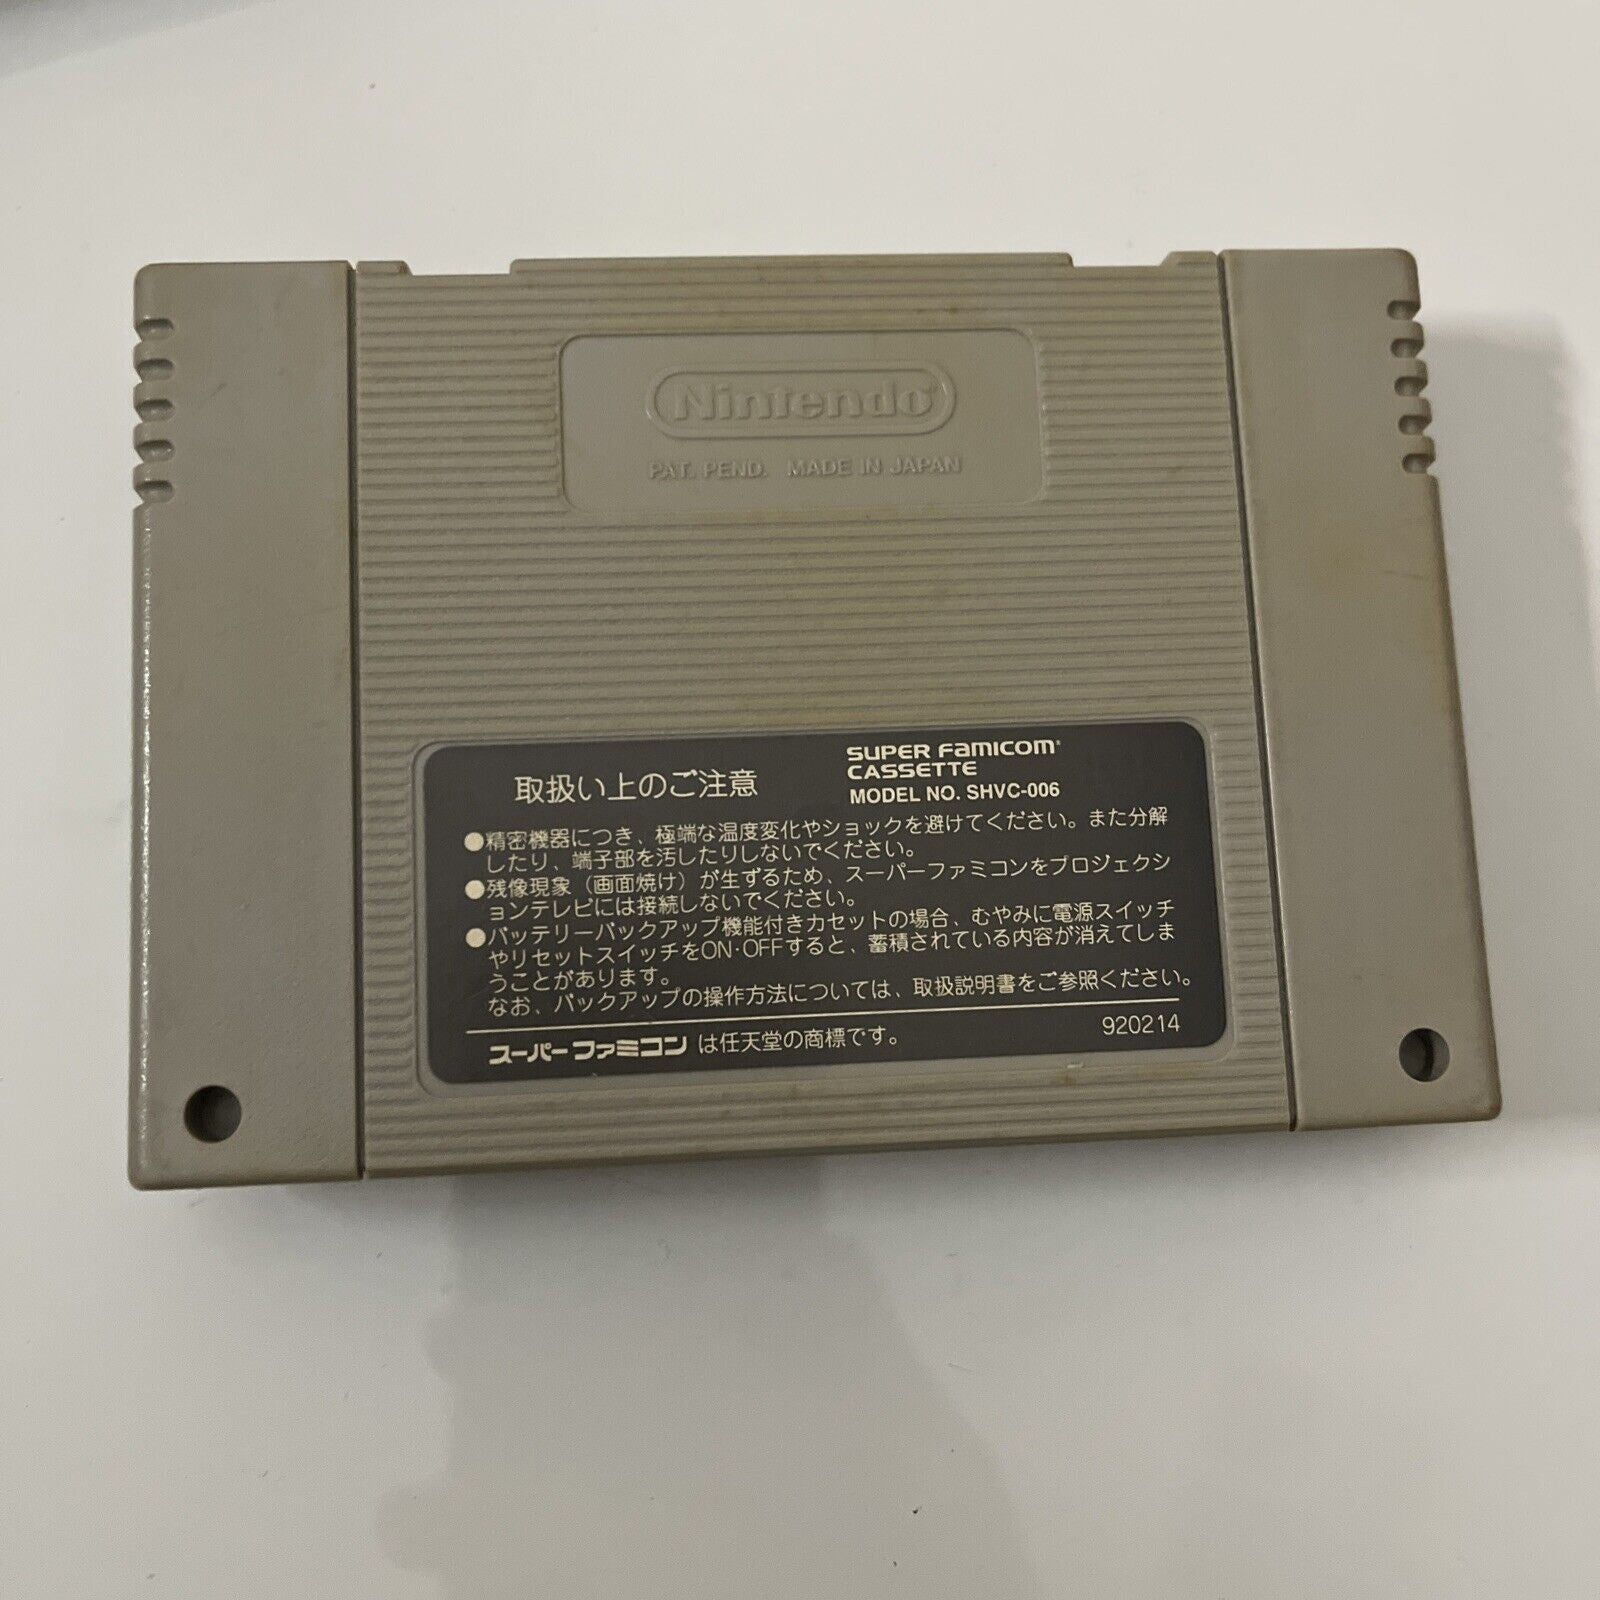 Nintendo
PAT. PEND. MADE IN JAPAN
取扱い上のご注意
SUPER Famicom
CASSETTE
MODEL NO. SHVC-006
●精密機器につき、極端な温度変化やショックを避けてください。また分解
したり、端子部を汚したりしないでください。
●残像現象（画面焼け）が生ずるため、スーパーファミコンをプロジェクシ
ョンテレビには接続しないでください。
●バッテリーバックアップ機能付きカセットの場合、むやみに電源スイッチ
やリセットスイッチをON·OFFすると、蓄積されている内容が消えてしま
うことがあります。
なお、バックアップの操作方法については、取扱説明書をご参照ください。
スーパーファミコン は任天堂の商標です。
920214